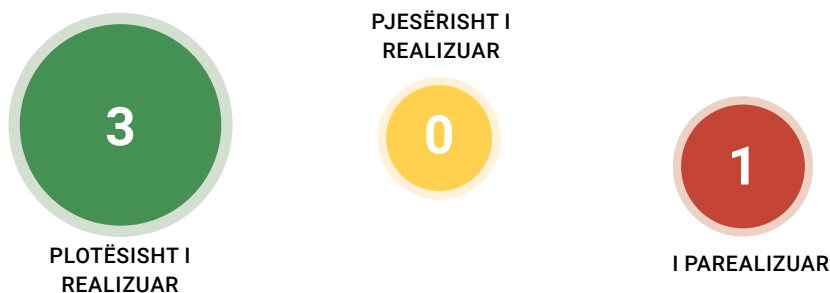 3
PLOTËSISHT I
REALIZUAR
PJESËRISHT I
REALIZUAR
0
1
I PAREALIZUAR